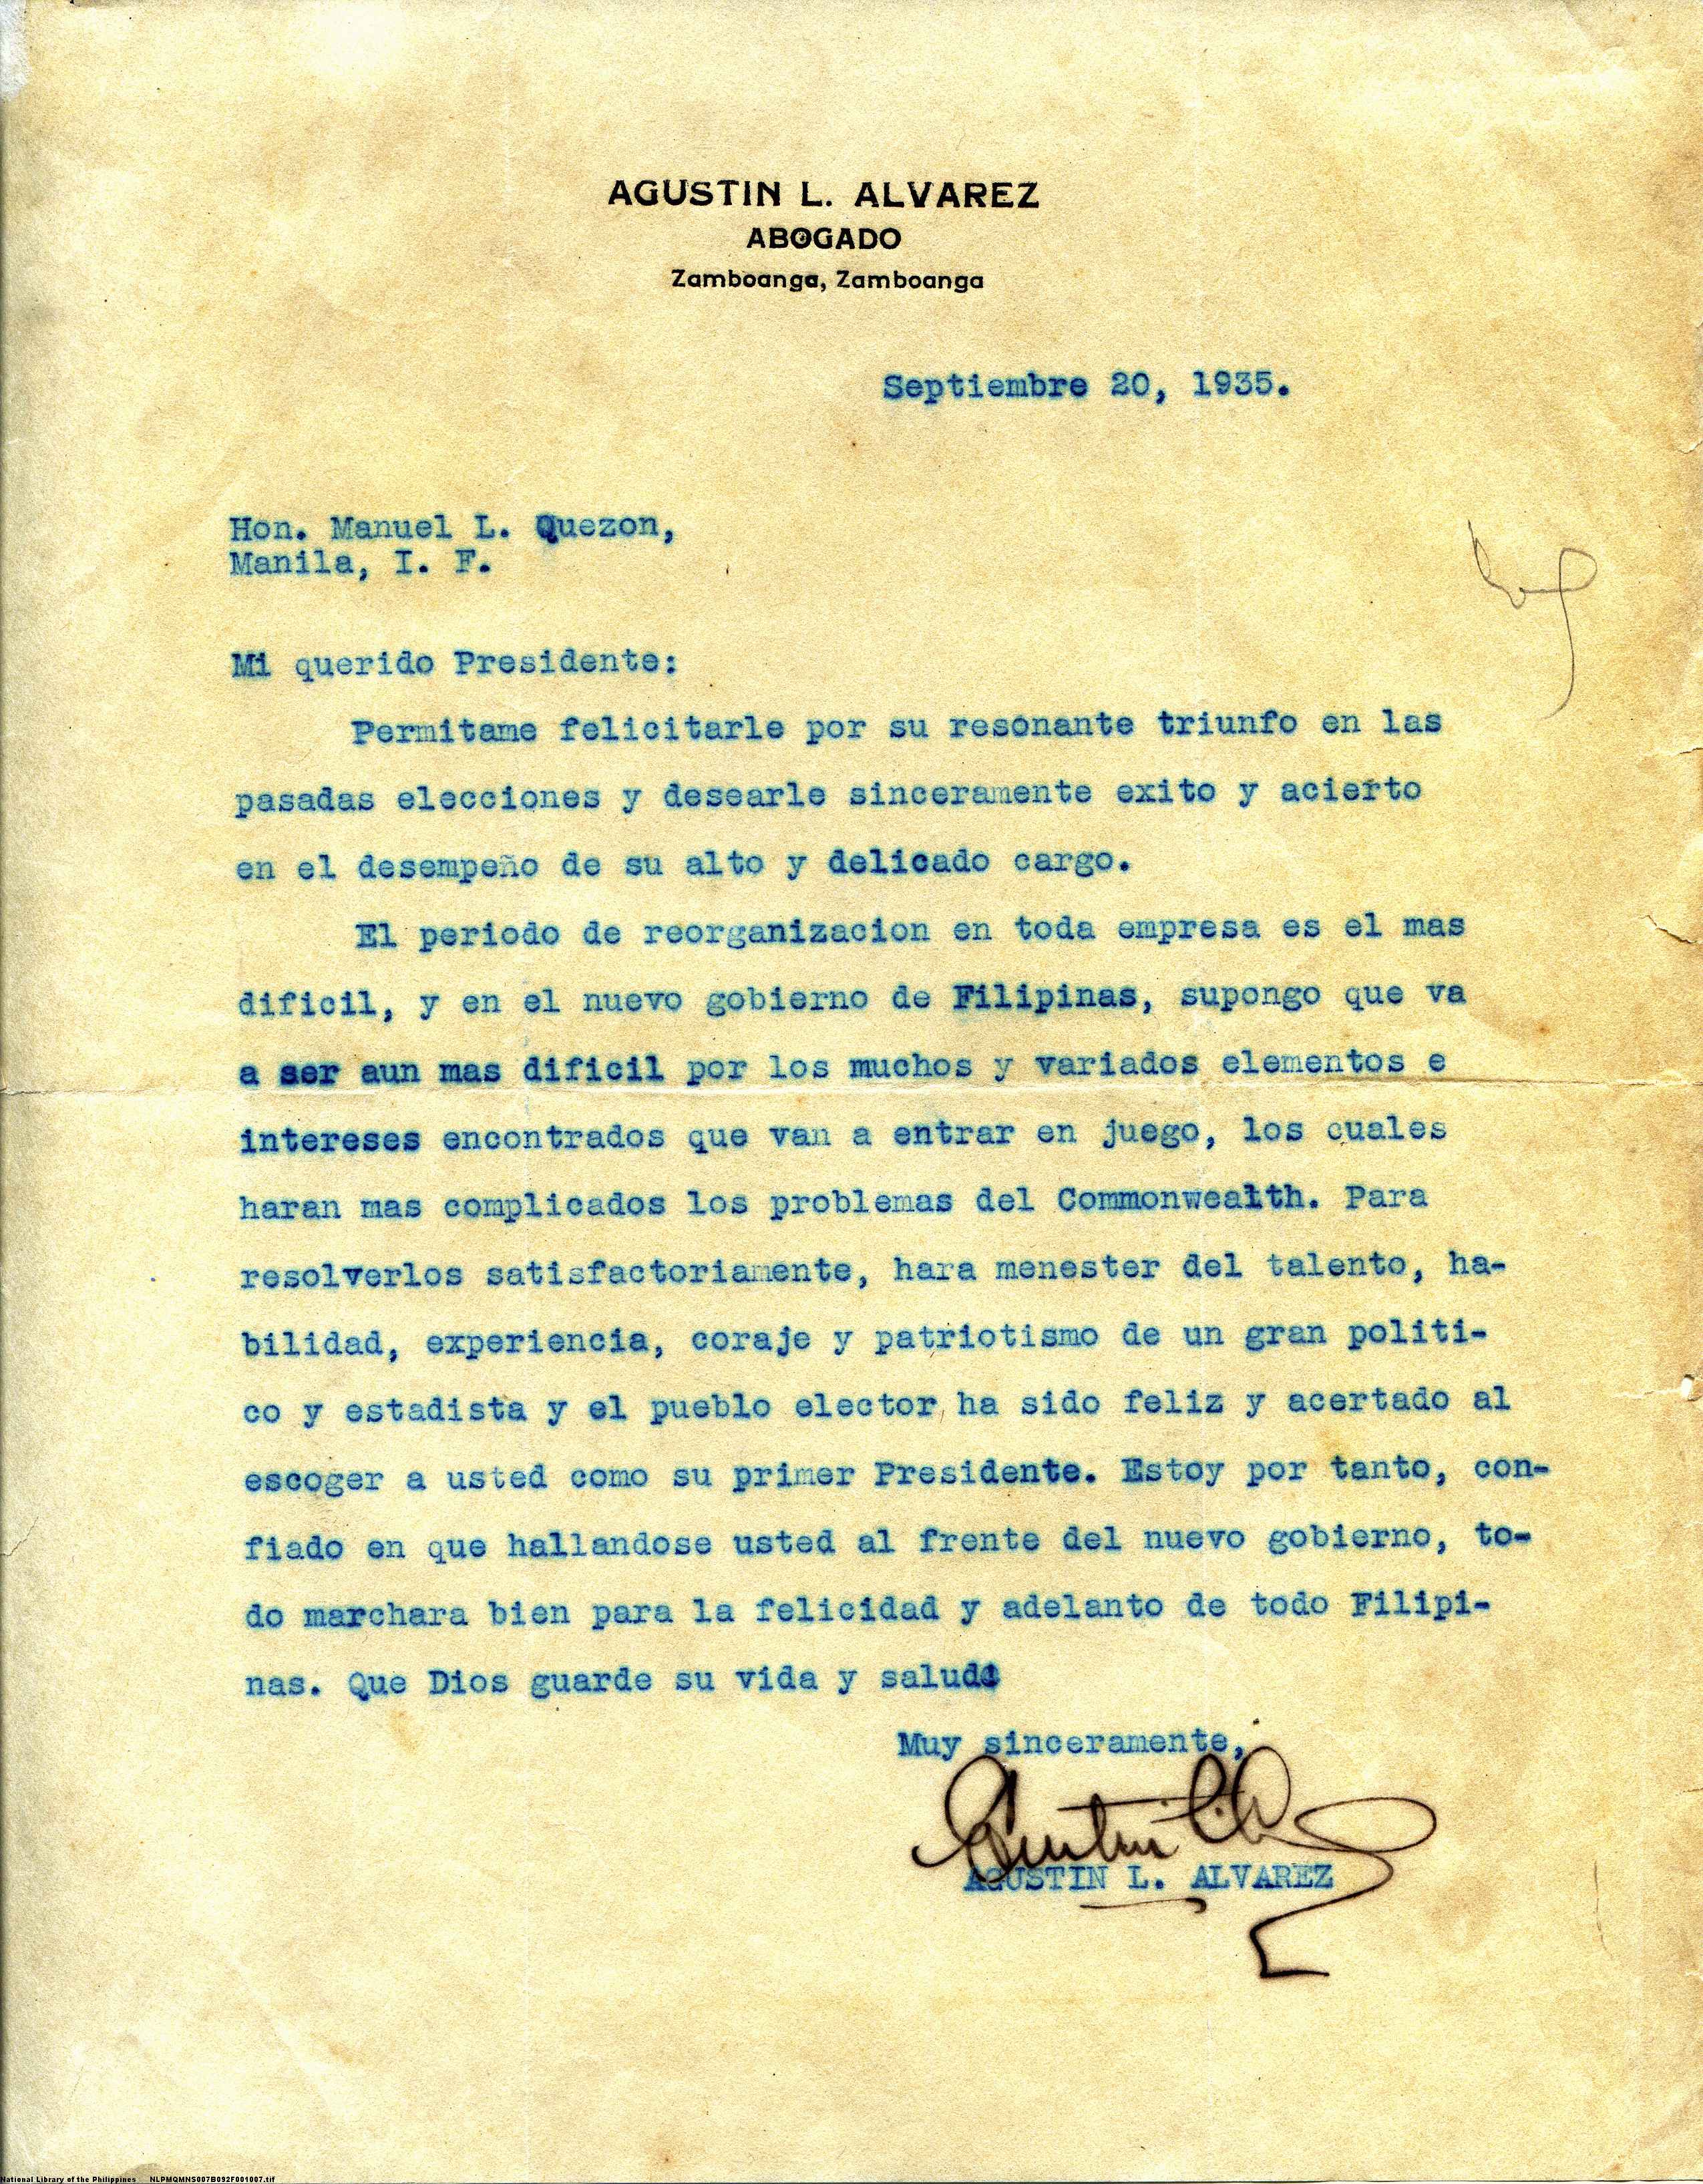 AGUSTIN L. ALVAREZ
ABOGADO
Zamboanga, Zamboanga
Septiembre 20, 1935.
Hon. Manuel L. Quezon,
Manila, I. F.
Mi querido Presidente:
Permitame felicitarle por su resonante triunfo en las
pasadas elecciones y desearle sinceramente exito y acierto
en el desempeño de su alto y delicado cargo.
El periodo de reorganizacion en toda empresa es el mas
dificil, y en el nuevo gobierno de Filipinas, supongo que va
a ser aun mas dificil por los muchos y variados elementos e
intereses encontrados que van a entrar en juego, los cuales
haran mas complicados los problemas del Commonwealth. Para
resolverlos satisfactoriamente, hara menester del talento, ha-
bilidad, experiencia, coraje y patriotismo de un gran politi-
co y estadista y el pueblo elector, ha sido feliz y acertado al
escoger a usted como su primer Presidente. Estoy por tanto, con-
fiado en que hallandose usted al frente del nuevo gobierno, to-
do marchara bien para la felicidad y adelanto de todo Filipi-
nas. Que Dios guarde su vida y salud.
Muy sinceramente,
AGUSTIN L. ALVAREZ
National Library of the Philippines NLPMQMNS007B092F001007.tif